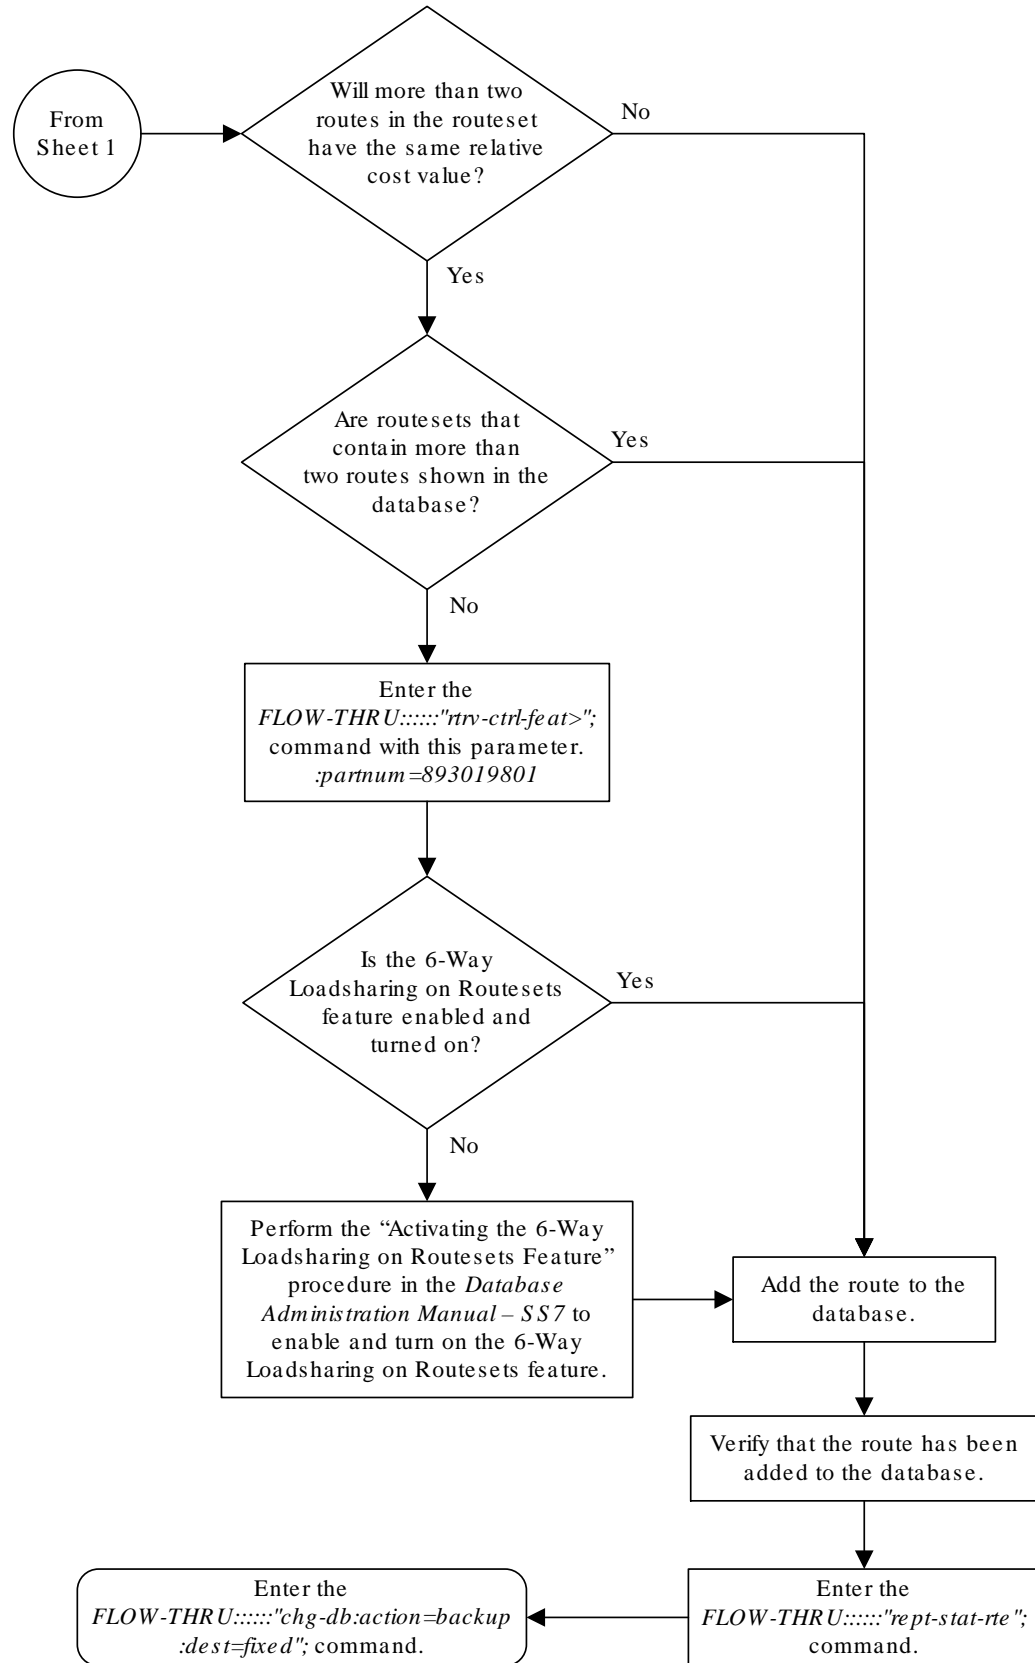 From
Sheet 1
Will more than two
routes in the routeset
have the same relative
cost value?
No
Yes
Are routesets that
contain more than
two routes shown in the
database?
Yes
No
Enter the
FLOW-THRU::::::"rtrv-ctrl-feat>";
command with this parameter.
:partnum=893019801
Is the 6-Way
Loadsharing on Routesets
feature enabled and
turned on?
Yes
No
Perform the “Activating the 6-Way
Loadsharing on Routesets Feature”
procedure in the Database
Administration Manual – SS7 to
enable and turn on the 6-Way
Loadsharing on Routesets feature.
Add the route to the
database.
Verify that the route has been
added to the database.
Enter the
FLOW-THRU::::::"rept-stat-rte";
command.
Enter the
FLOW-THRU::::::"chg-db:action=backup
:dest=fixed"; command.